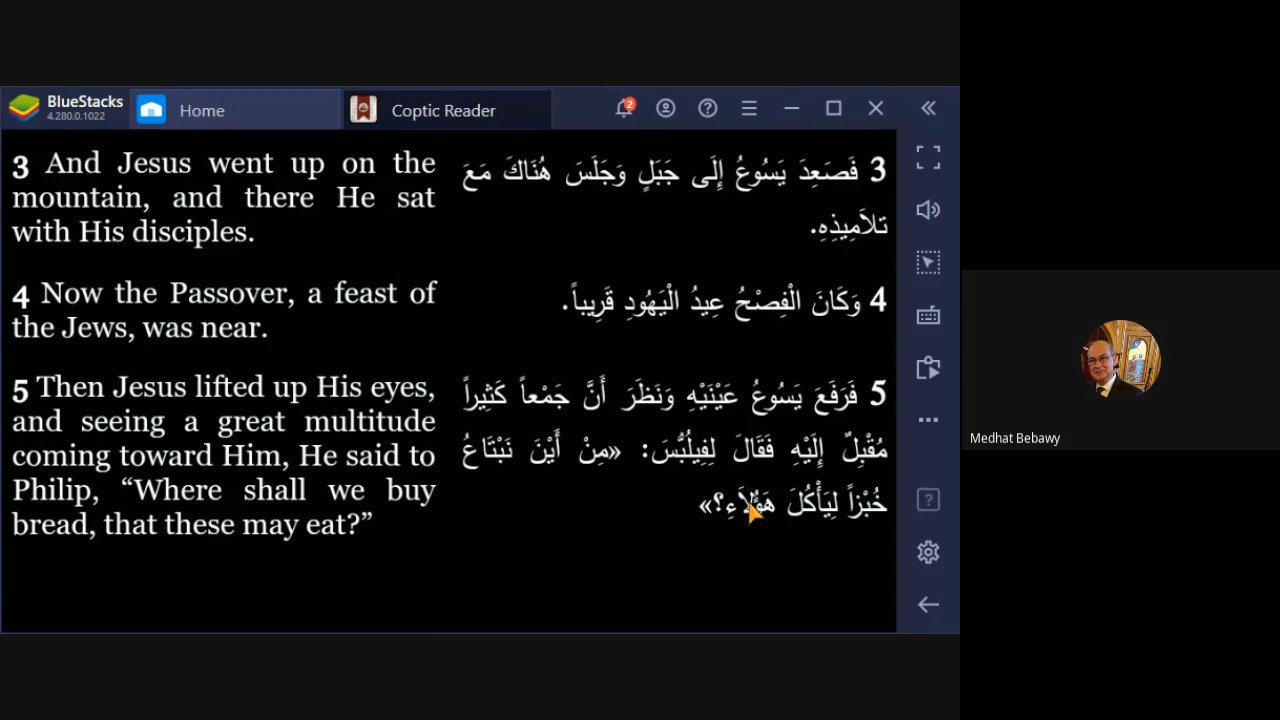 BlueStacks
4.280.0.1022
Home
Coptic Reader
2
3 And Jesus went up on the
mountain, and there He sat
with His disciples.
4 Now the Passover, a feast of
the Jews, was near.
5 Then Jesus lifted up His eyes,
and seeing a great multitude
coming toward Him, He said to
Philip, “Where shall we buy
bread, that these may eat?”
3 فَصَعِدَ يَسُوعُ إِلَى جَبَلٍ وَجَلَسَ هُنَاكَ مَعَ
تلاَمِيذِهِ.
4 وَكَانَ الْفِصْحُ عِيدُ الْيَهُودِ قَرِيباً.
5 فَرَفَعَ يَسُوعُ عَيْنَيْهِ وَنَظَرَ أَنَّ جَمْعاً كَثِيراً
مُقْبِلٌ إِلَيْهِ فَقَالَ لِفِيلُبُّسَ: «مِنْ أَيْنَ نَبْتَاعُ
خُبْزاً لِيَأْكُلَ هَؤُلاَءِ؟»
Medhat Bebawy